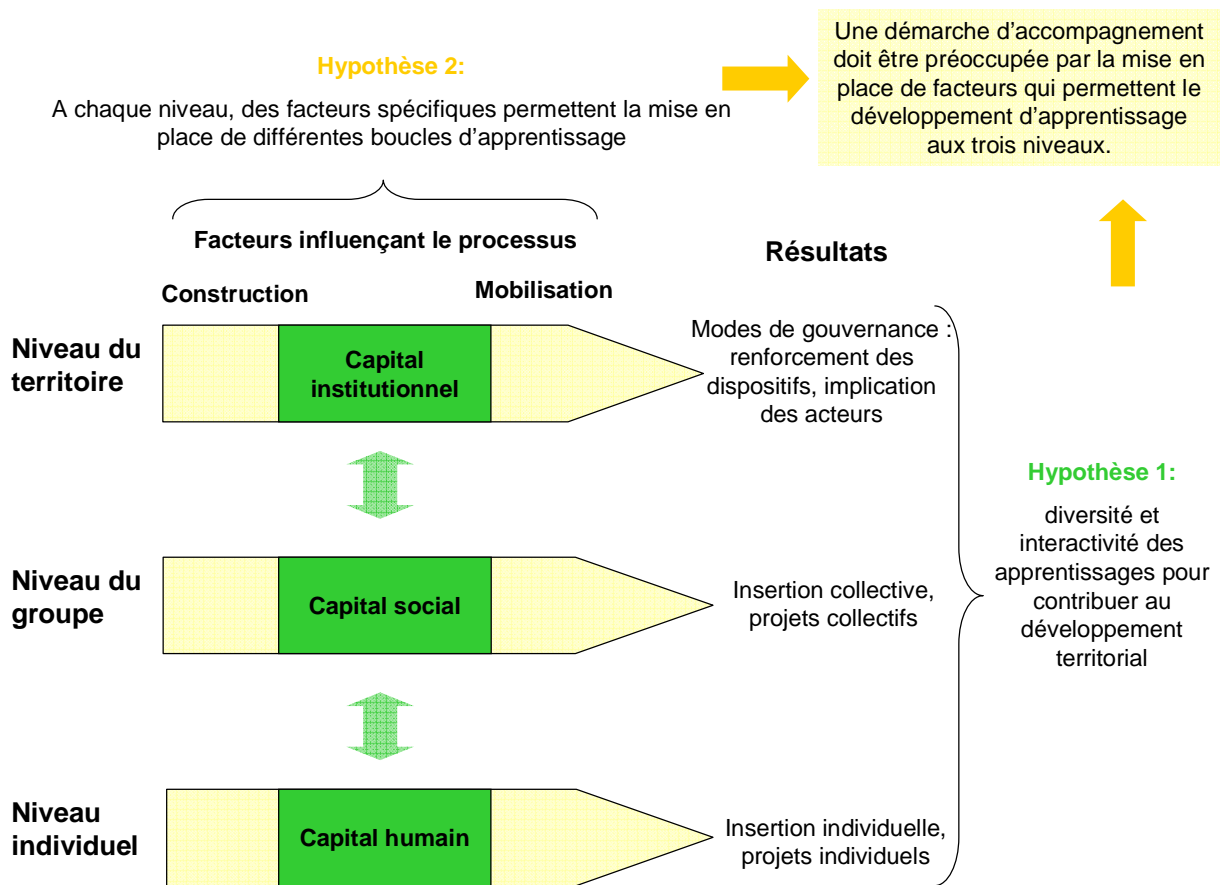 Hypothèse 2:
A chaque niveau, des facteurs spécifiques permettent la mise en
place de différentes boucles d'apprentissage
Une démarche d'accompagnement
doit être préoccupée par la mise en
place de facteurs qui permettent le
développement d'apprentissage
aux trois niveaux.
Facteurs influençant le processus
Résultats
Construction
Mobilisation
Niveau du
territoire
Capital
institutionnel
Modes de gouvernance :
renforcement des
dispositifs, implication
des acteurs
Niveau du
groupe
Capital social
Insertion collective,
projets collectifs
Niveau
individuel
Capital humain
Insertion individuelle,
projets individuels
Hypothèse 1:
diversité et
interactivité des
apprentissages pour
contribuer au
développement
territorial